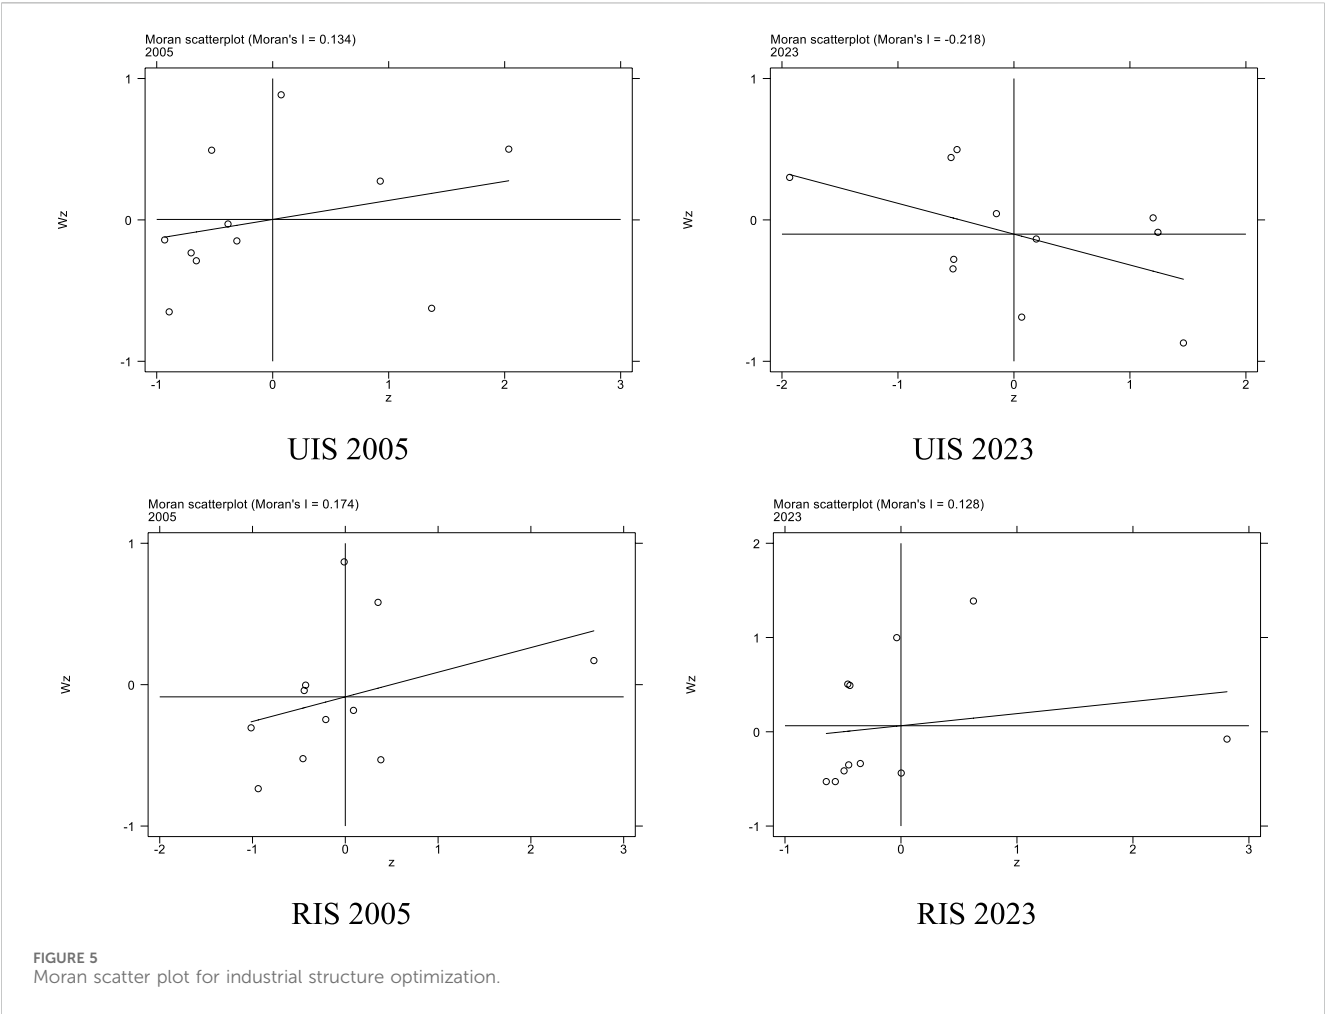 Moran scatterplot (Moran's I = 0.134)
2005
1
0
-1
Wz
-1
0
1
2
3
z
UIS 2005
Moran scatterplot (Moran's I = -0.218)
2023
1
0
-1
Wz
-2
-1
0
1
2
z
UIS 2023
Moran scatterplot (Moran's I = 0.174)
2005
1
0
-1
Wz
-2
-1
0
1
2
3
z
RIS 2005
Moran scatterplot (Moran's I = 0.128)
2023
2
1
0
-1
Wz
-1
0
1
2
3
z
RIS 2023
FIGURE 5
Moran scatter plot for industrial structure optimization.